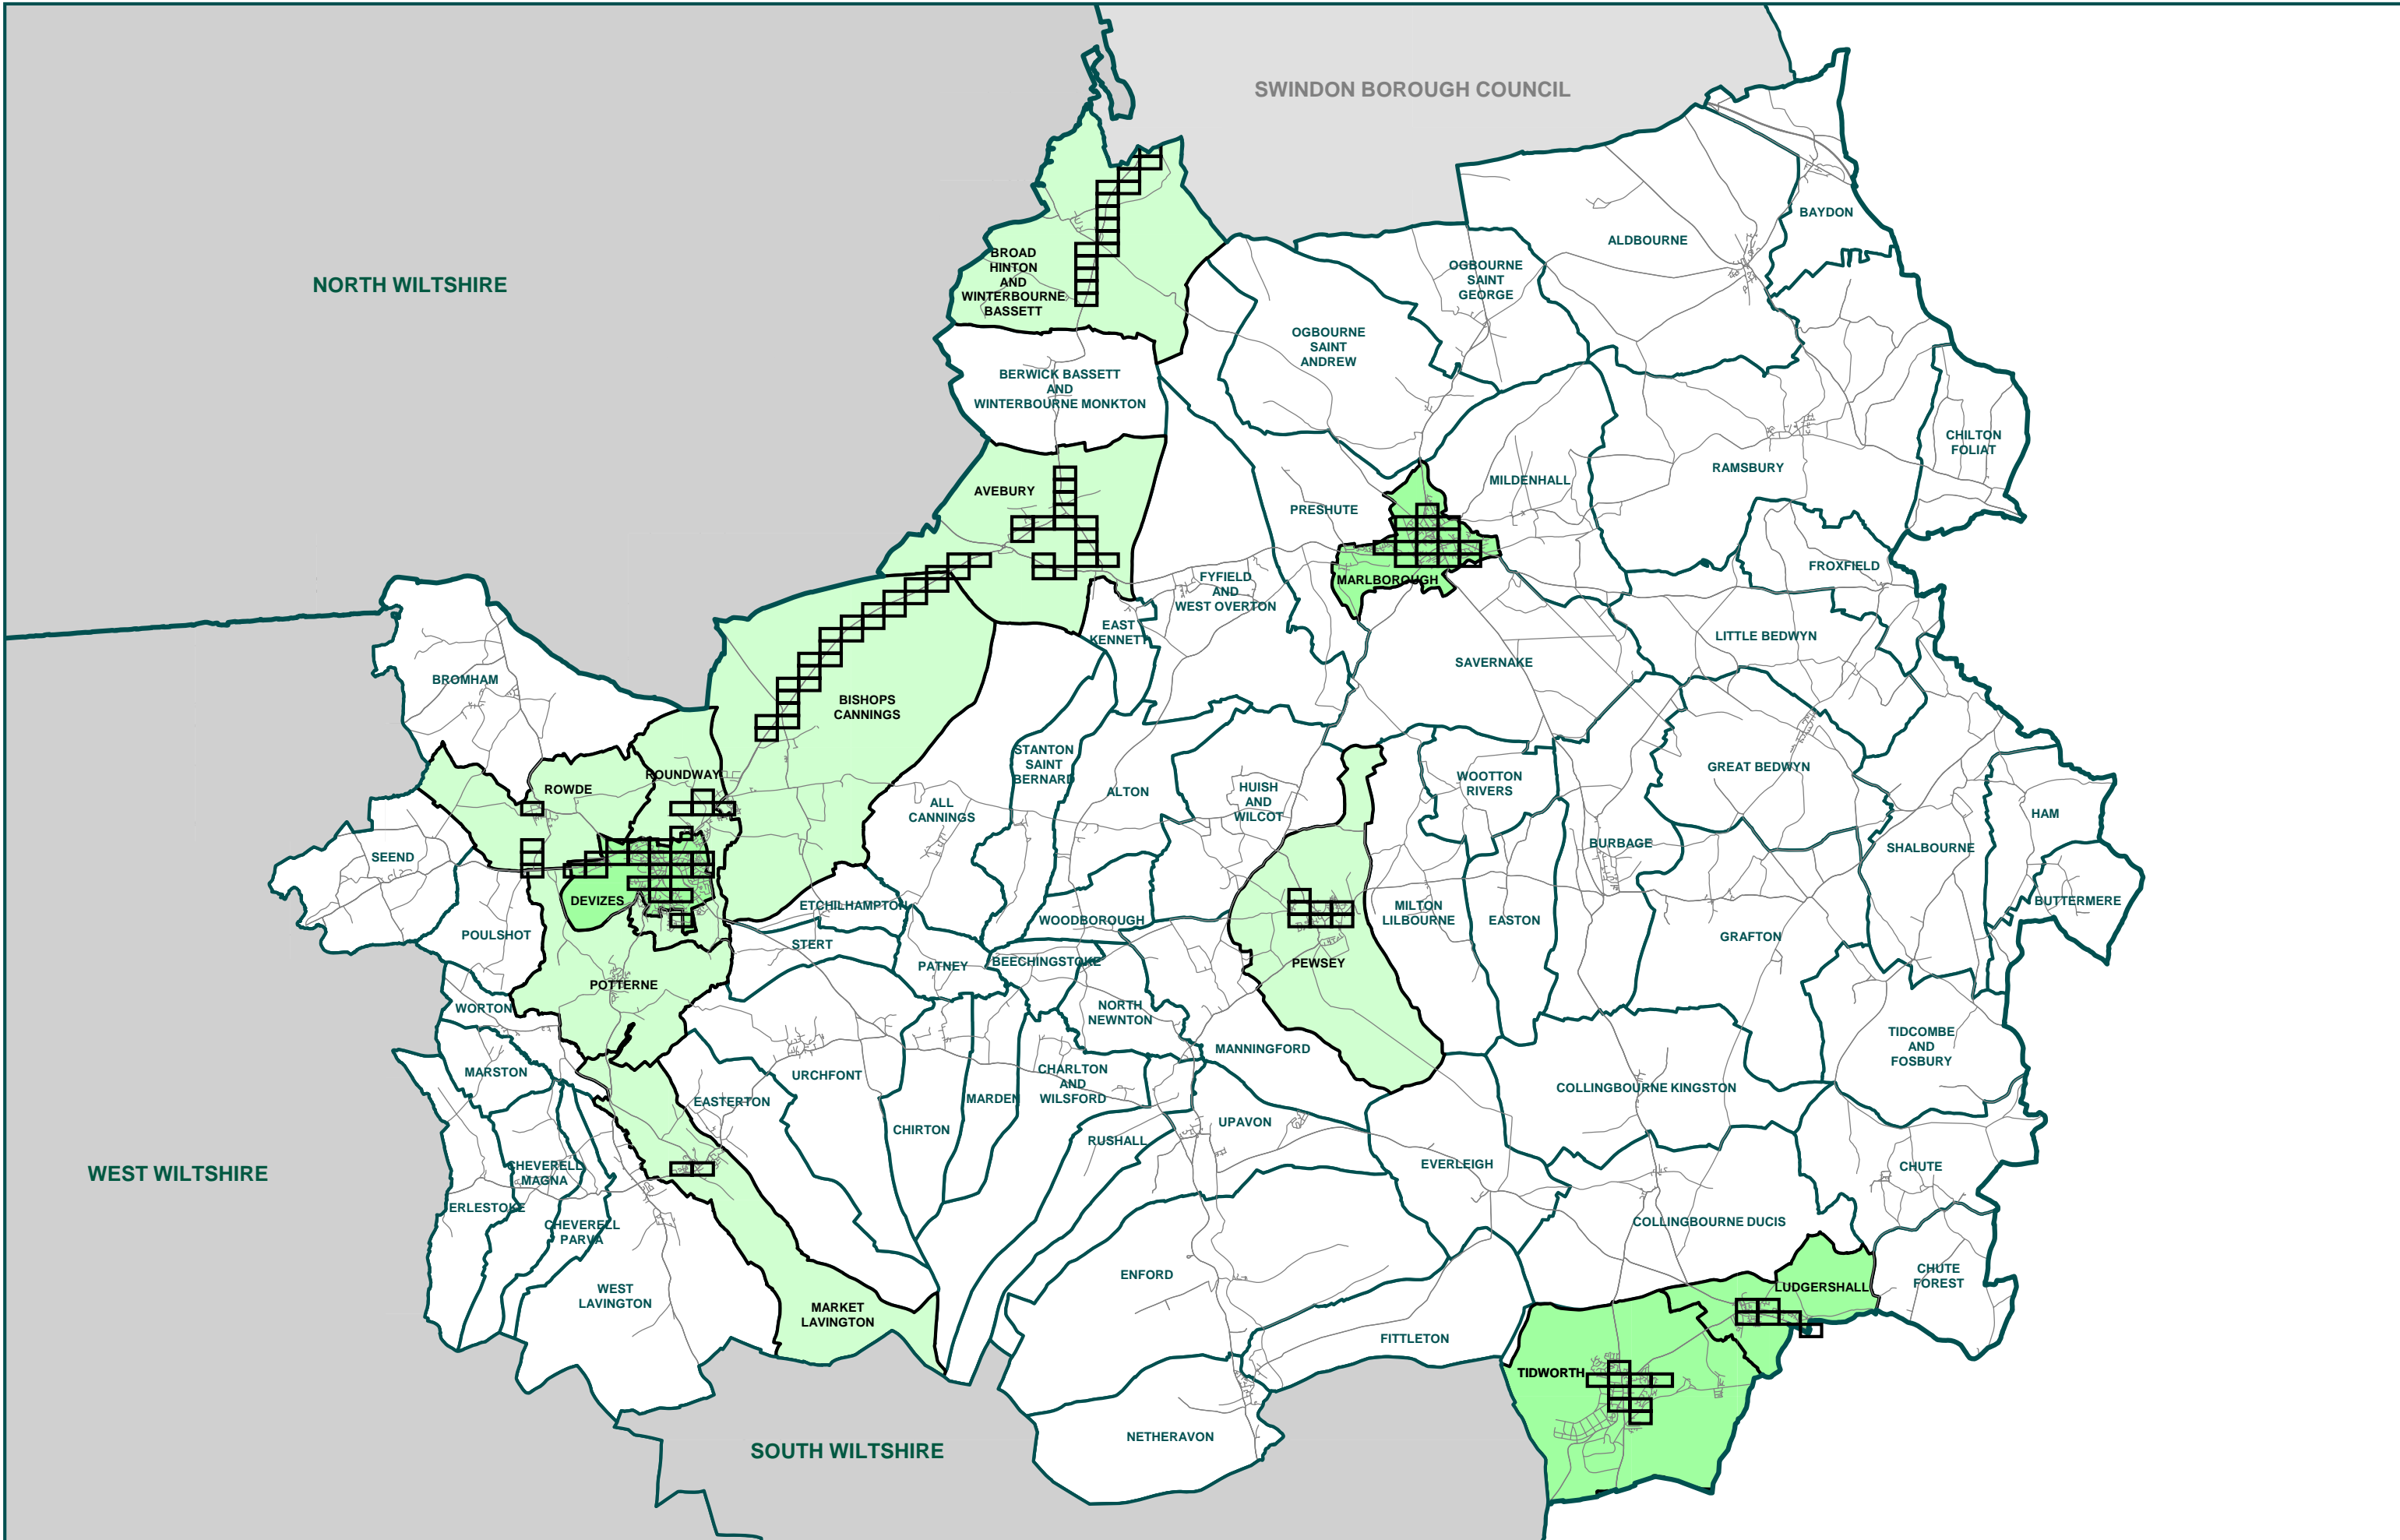 SWINDON BOROUGH COUNCIL
NORTH WILTSHIRE
BAYDON
ALDBOURNE
BROAD
HINTON
AND
WINTERBOURNE
BASSETT
OGBOURNE
SAINT
GEORGE
OGBOURNE
SAINT
ANDREW
BERWICK BASSETT
AND
WINTERBOURNE MONKTON
CHILTON
FOLIAT
RAMSBURY
MILDENHALL
AVEBURY
PRESHUTE
FROXFIELD
MARLBOROUGH
FYFIELD
AND
WEST OVERTON
EAST
KENNETT
LITTLE BEDWYN
SAVERNAKE
BROMHAM
BISHOPS
CANNINGS
STANTON
SAINT
BERNARD
GREAT BEDWYN
ROUNDWAY
ROWDE
WOOTTON
RIVERS
ALTON
HUISH
AND
WILCOT
ALL
CANNINGS
HAM
BURBAGE
SHALBOURNE
SEEND
DEVIZES
ETCHILHAMPTON
MILTON
LILBOURNE
EASTON
BUTTERMERE
WOODBOROUGH
POULSHOT
STERT
GRAFTON
PATNEY
BEECHINGSTOKE
PEWSEY
POTTERNE
WORTON
NORTH
NEWNTON
TIDCOMBE
AND
FOSBURY
MANNINGFORD
MARSTON
URCHFONT
CHARLTON
AND
WILSFORD
COLLINGBOURNE KINGSTON
EASTERTON
MARDEN
CHIRTON
UPAVON
RUSHALL
EVERLEIGH
CHUTE
WEST WILTSHIRE
CHEVERELL
MAGNA
ERLESTOKE
CHEVERELL
PARVA
COLLINGBOURNE DUCIS
ENFORD
CHUTE
FOREST
LUDGERSHALL
WEST
LAVINGTON
MARKET
LAVINGTON
FITTLETON
TIDWORTH
NETHERAVON
SOUTH WILTSHIRE